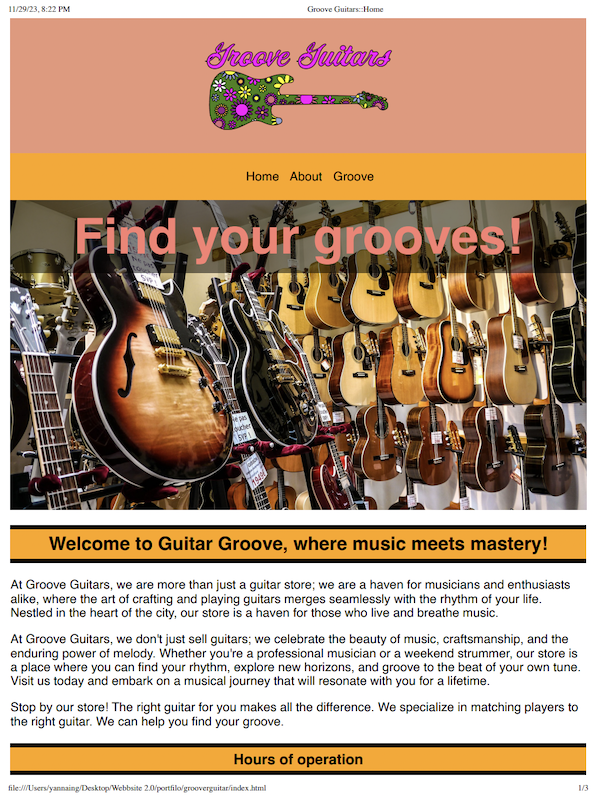 11/29/23, 8:22 PM Groove Guitars::Home
Groove Guitars
Home About Groove
Find your grooves!
Welcome to Guitar Groove, where music meets mastery!
At Groove Guitars, we are more than just a guitar store; we are a haven for musicians and enthusiasts
alike, where the art of crafting and playing guitars merges seamlessly with the rhythm of your life.
Nestled in the heart of the city, our store is a haven for those who live and breathe music.
At Groove Guitars, we don't just sell guitars; we celebrate the beauty of music, craftsmanship, and the
enduring power of melody. Whether you're a professional musician or a weekend strummer, our store is
a place where you can find your rhythm, explore new horizons, and groove to the beat of your own tune.
Visit us today and embark on a musical journey that will resonate with you for a lifetime.
Stop by our store! The right guitar for you makes all the difference. We specialize in matching players to
the right guitar. We can help you find your groove.
Hours of operation
file:///Users/yannaing/Desktop/Webbsite 2.0/portfilo/grooverguitar/index.html 1/3